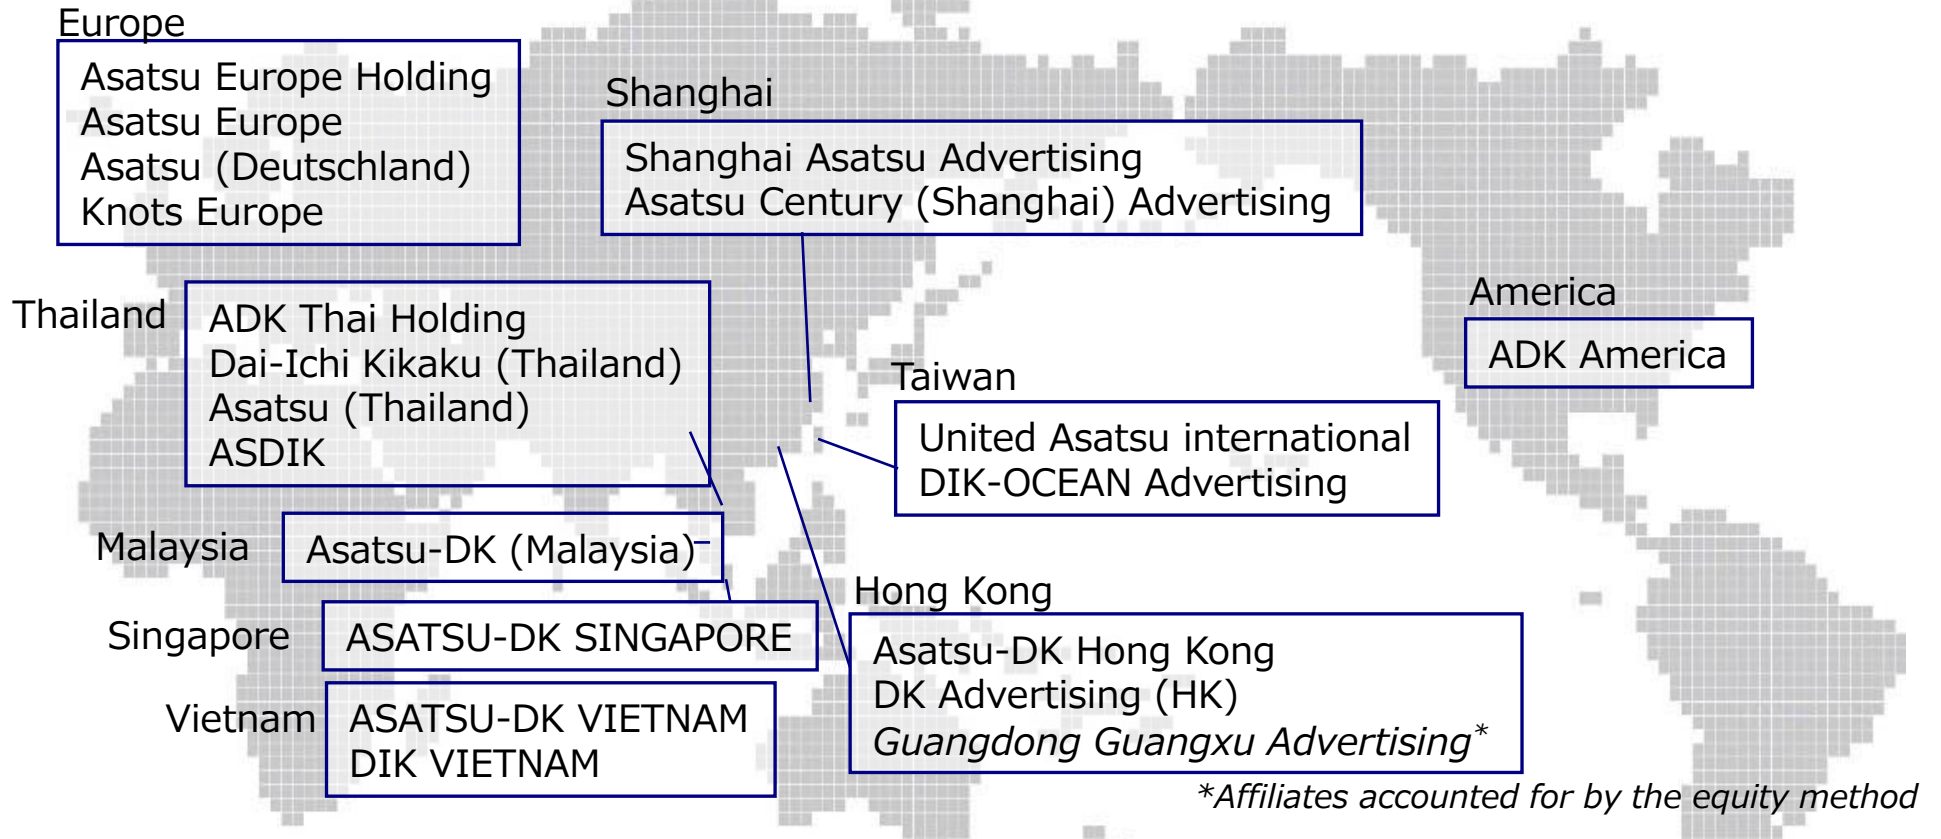 Europe
Asatsu Europe Holding
Asatsu Europe
Asatsu (Deutschland)
Knots Europe
Shanghai
Shanghai Asatsu Advertising
Asatsu Century (Shanghai) Advertising
Thailand
ADK Thai Holding
Dai-Ichi Kikaku (Thailand)
Asatsu (Thailand)
ASDIK
America
ADK America
Taiwan
United Asatsu international
DIK-OCEAN Advertising
Malaysia
Asatsu-DK (Malaysia)
Singapore
ASATSU-DK SINGAPORE
Hong Kong
Asatsu-DK Hong Kong
DK Advertising (HK)
Guangdong Guangxu Advertising*
Vietnam
ASATSU-DK VIETNAM
DIK VIETNAM
*Affiliates accounted for by the equity method